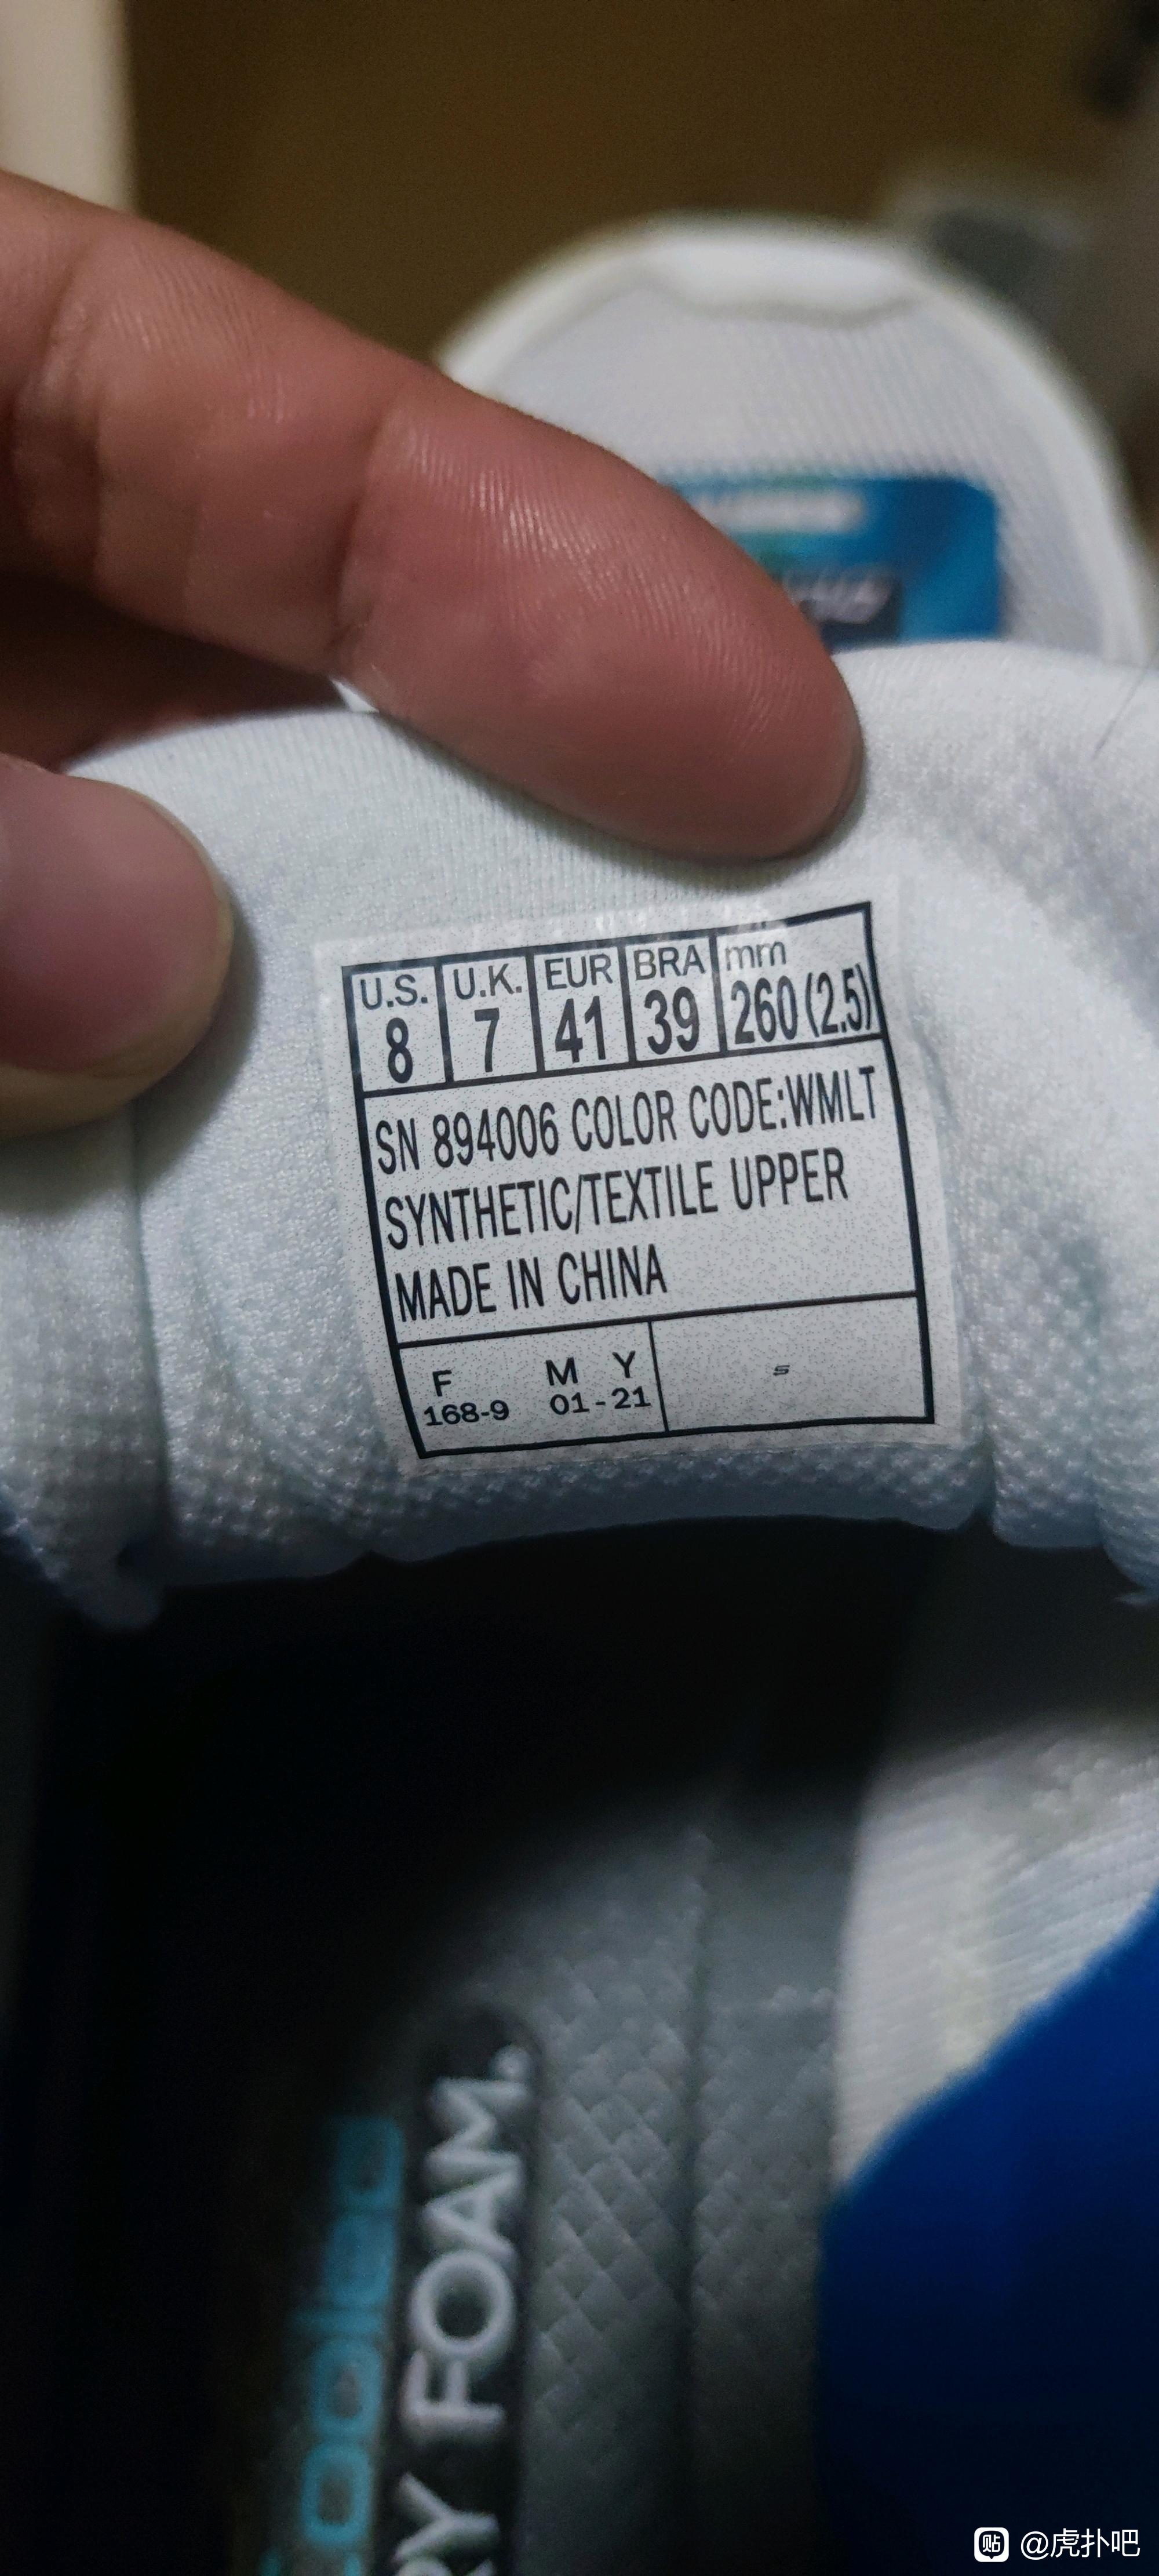 U.S. U.K. EUR BRA mm
8 7 41 39 260(2.5)
SN 894006 COLOR CODE:WMLT
SYNTHETIC/TEXTILE UPPER
MADE IN CHINA
F M Y s
168-9 01-21
RY FOAM.
贴 @虎扑吧